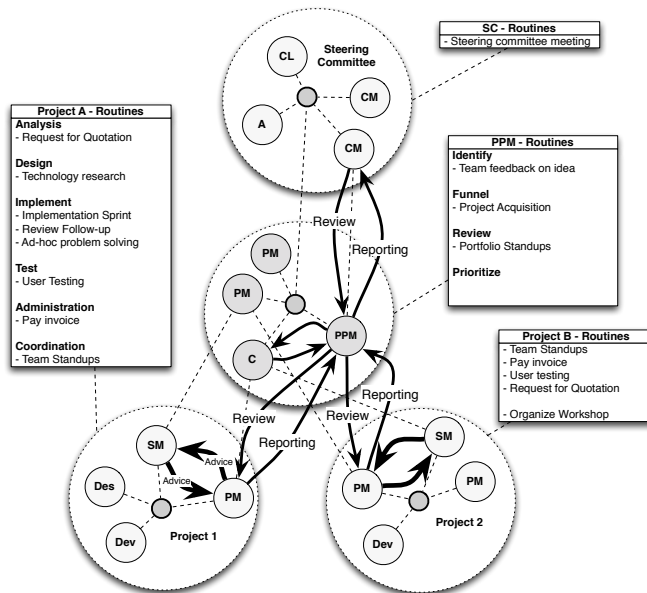 SC - Routines
- Steering committee meeting
Steering
Committee
CL
CM
A
CM
Project A - Routines
Analysis
- Request for Quotation
Design
- Technology research
Implement
- Implementation Sprint
- Review Follow-up
- Ad-hoc problem solving
Test
- User Testing
Administration
- Pay invoice
Coordination
- Team Standups
PPM - Routines
Identify
- Team feedback on idea
Funnel
- Project Acquisition
Review
- Portfolio Standups
Prioritize
Review
Reporting
PM
PM
PPM
C
Project B - Routines
- Team Standups
- Pay invoice
- User testing
- Request for Quotation
- Organize Workshop
Review
Reporting
Review
Reporting
SM
Advice
Advice
Des
PM
Dev
Project 1
SM
PM
PM
Dev
Project 2